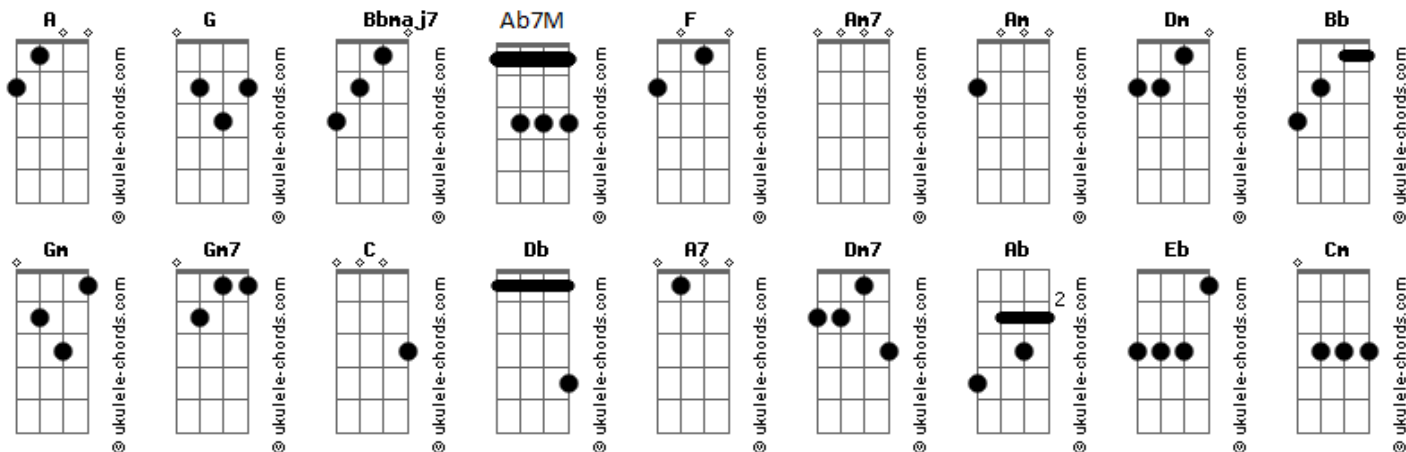 A G Bbmaj7 Ab7M F Am7 Am Dm Bb
© ukulele-chords.com © ukulele-chords.com © ukulele-chords.com © ukulele-chords.com © ukulele-chords.com © ukulele-chords.com © ukulele-chords.com © ukulele-chords.com © ukulele-chords.com
Gm Gm7 C Db A7 Dm7 Ab Eb Cm
2
© ukulele-chords.com © ukulele-chords.com © ukulele-chords.com © ukulele-chords.com © ukulele-chords.com © ukulele-chords.com © ukulele-chords.com © ukulele-chords.com © ukulele-chords.com